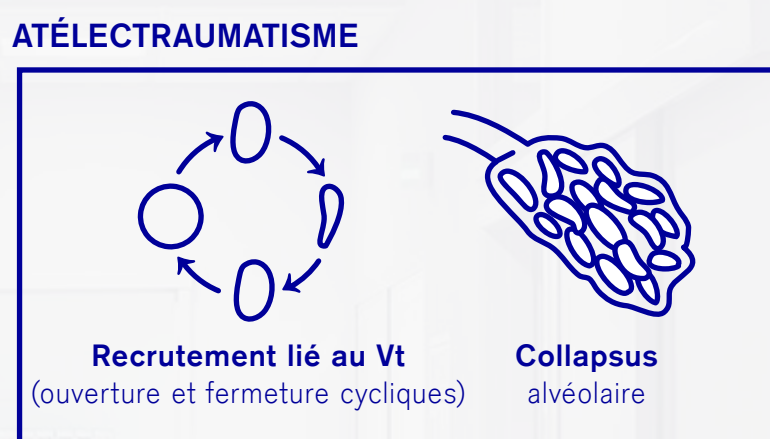 ATÉLECTRAUMATISME
Recrutement lié au Vt
(ouverture et fermeture cycliques)
Collapsus
alvéolaire